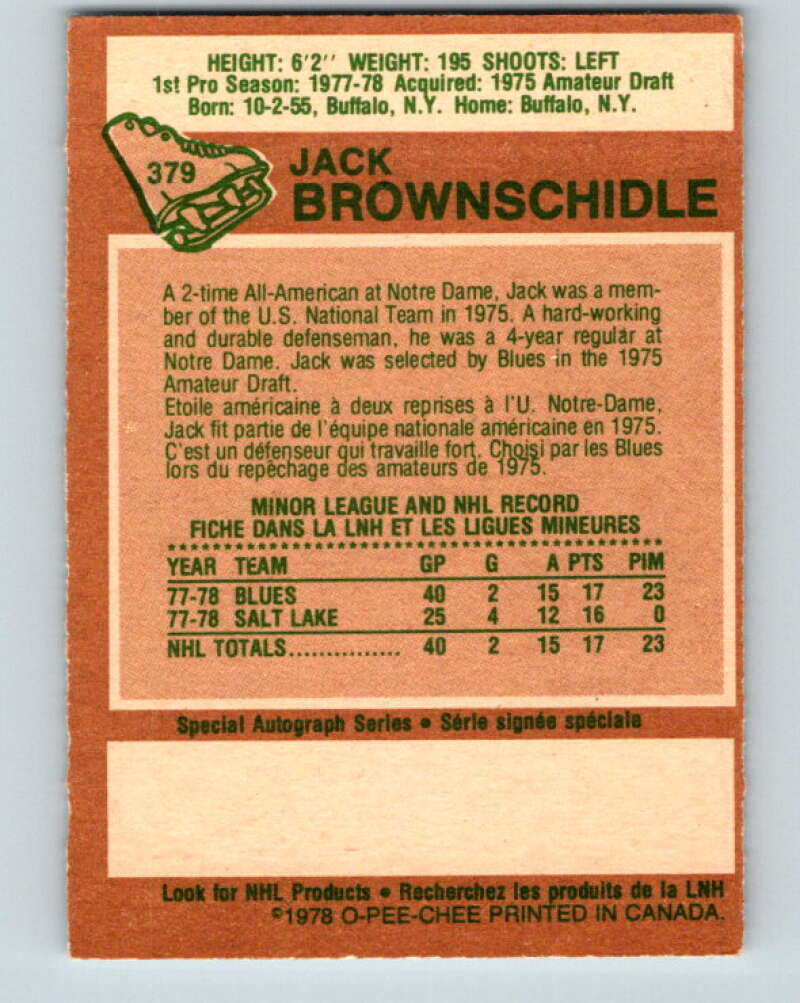 HEIGHT: 6'2'' WEIGHT: 195 SHOOTS: LEFT
1st Pro Season: 1977-78 Acquired: 1975 Amateur Draft
Born: 10-2-55, Buffalo, N.Y. Home: Buffalo, N.Y.
379
JACK
BROWNSCHIDLE
A 2-time All-American at Notre Dame, Jack was a mem-
ber of the U.S. National Team in 1975. A hard-working
and durable defenseman, he was a 4-year regular at
Notre Dame. Jack was selected by Blues in the 1975
Amateur Draft.
Etoile américaine à deux reprises à l'U. Notre-Dame,
Jack fit partie de l'équipe nationale américaine en 1975.
C'est un défenseur qui travaille fort. Choisi par les Blues
lors du repêchage des amateurs de 1975.
MINOR LEAGUE AND NHL RECORD
FICHE DANS LA LNH ET LES LIGUES MINEURES
YEAR TEAM GP G A PTS PIM
77-78 BLUES 40 2 15 17 23
77-78 SALT LAKE 25 4 12 16 0
NHL TOTALS............... 40 2 15 17 23
Special Autograph Series • Série signée spéciale
Look for NHL Products • Recherchez les produits de la LNH
©1978 O-PEE-CHEE PRINTED IN CANADA.